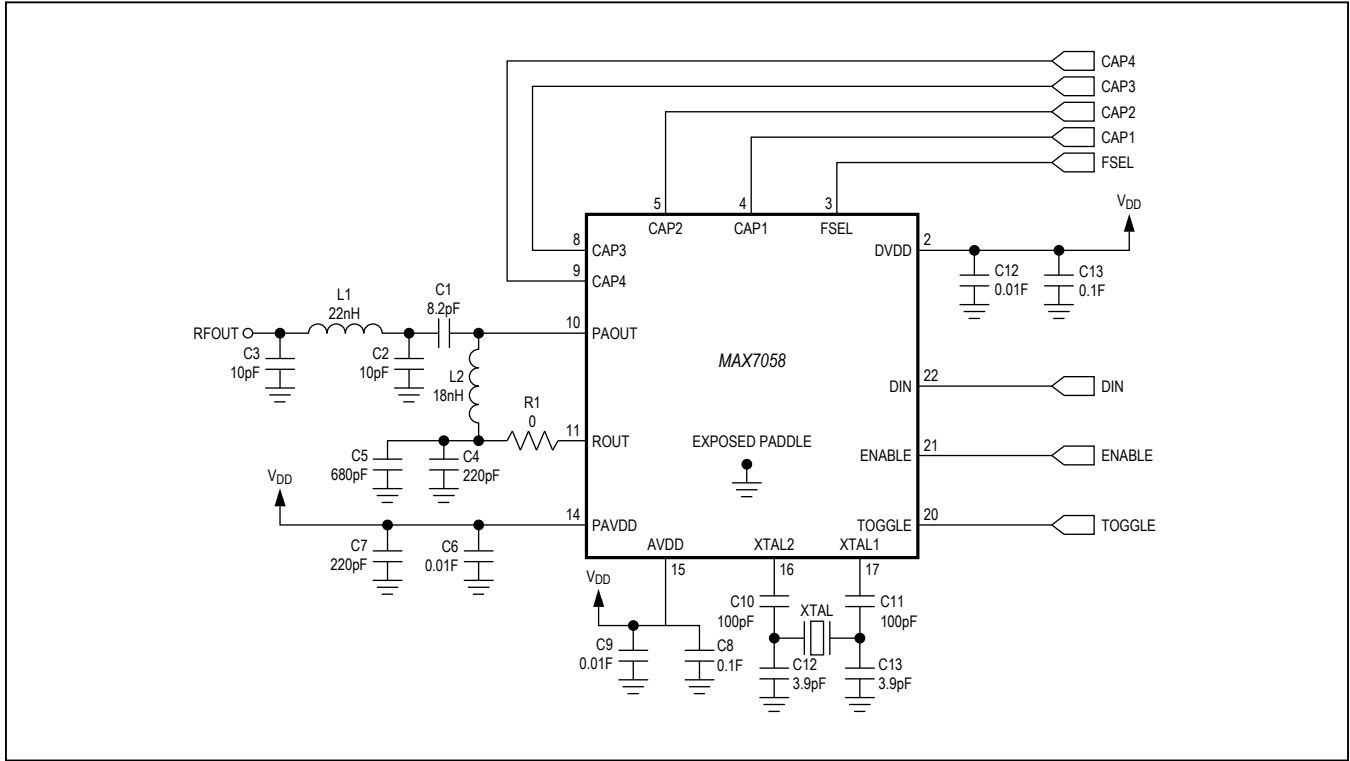 CAP4
CAP3
CAP2
CAP1
FSEL
5
4
3
CAP2
CAP1
FSEL
VDD
8
CAP3
DVDD
2
9
CAP4
C12
0.01F
C13
0.1F
L1
22nH
C1
8.2pF
RFOUT
10
PAOUT
C3
10pF
C2
10pF
MAX7058
L2
18nH
DIN
22
DIN
R1
0
11
ROUT
EXPOSED PADDLE
ENABLE
21
ENABLE
C5
680pF
C4
220pF
VDD
14
PAVDD
TOGGLE
20
TOGGLE
C7
220pF
C6
0.01F
AVDD
XTAL2
XTAL1
15
16
17
VDD
C10
100pF
XTAL
C11
100pF
C9
0.01F
C8
0.1F
C12
3.9pF
C13
3.9pF